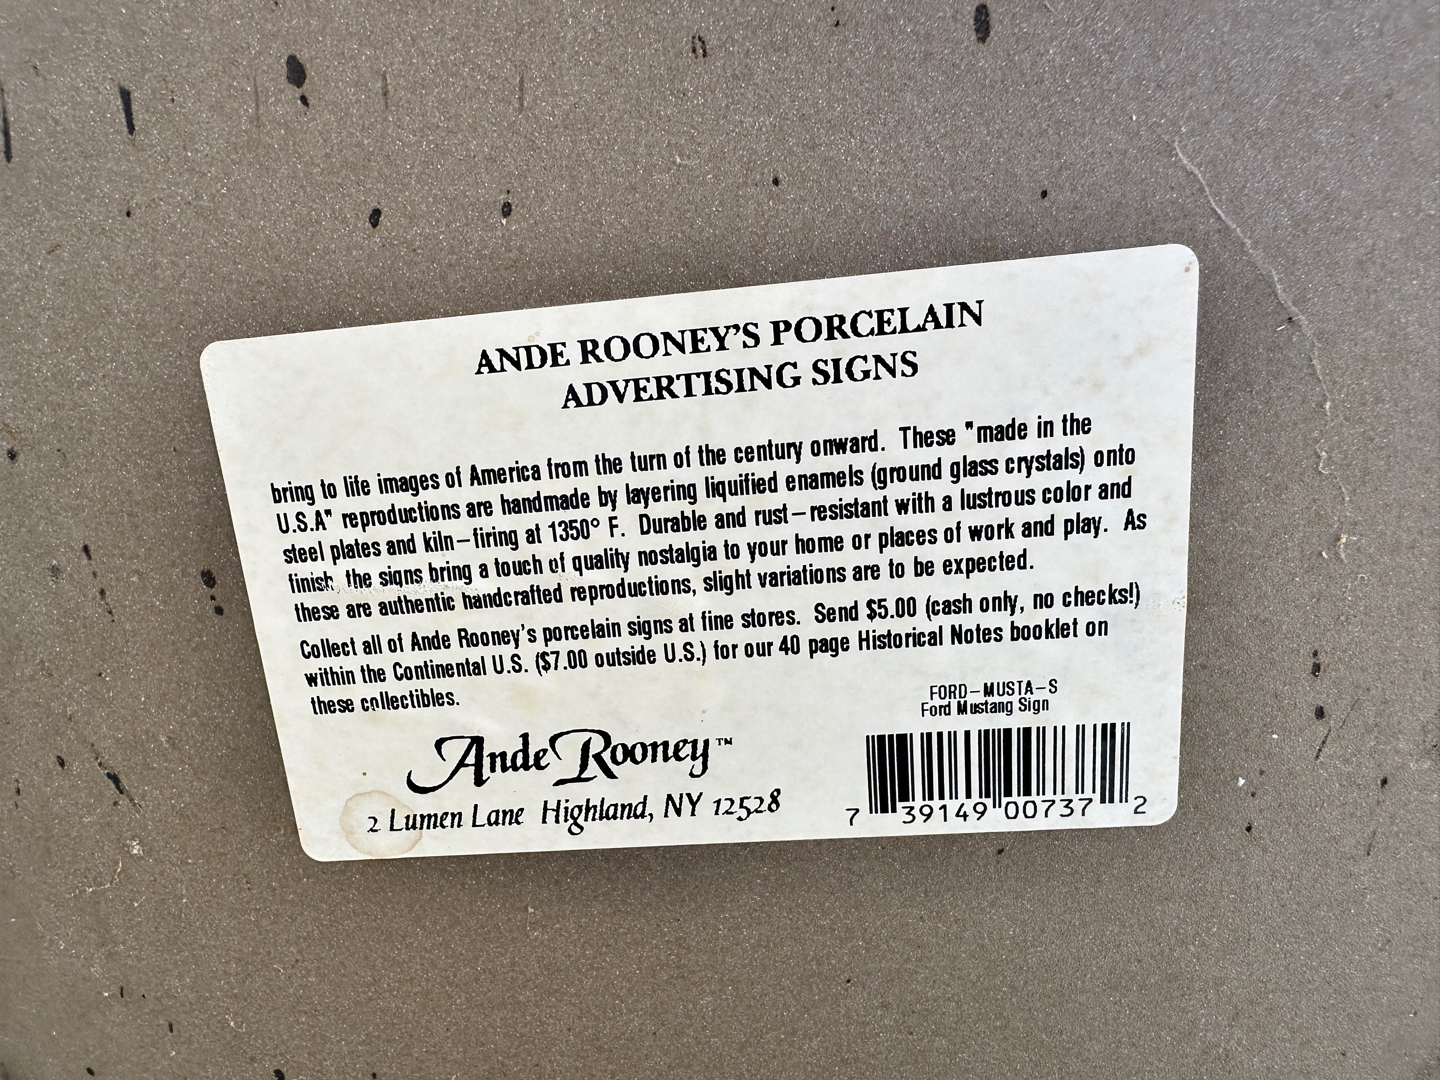 ANDE ROONEY'S PORCELAIN
ADVERTISING SIGNS
bring to life images of America from the turn of the century onward. These "made in the
U.S.A" reproductions are handmade by layering liquified enamels (ground glass crystals) onto
steel plates and kiln-firing at 1350° F. Durable and rust-resistant with a lustrous color and
finish, the signs bring a touch of quality nostalgia to your home or places of work and play. As
these are authentic handcrafted reproductions, slight variations are to be expected.
Collect all of Ande Rooney's porcelain signs at fine stores. Send $5.00 (cash only, no checks!)
within the Continental U.S. ($7.00 outside U.S.) for our 40 page Historical Notes booklet on
these collectibles.
FORD-MUSTA-S
Ford Mustang Sign
Ande Rooney™
2 Lumen Lane Highland, NY 12528
7 39149 00737 2